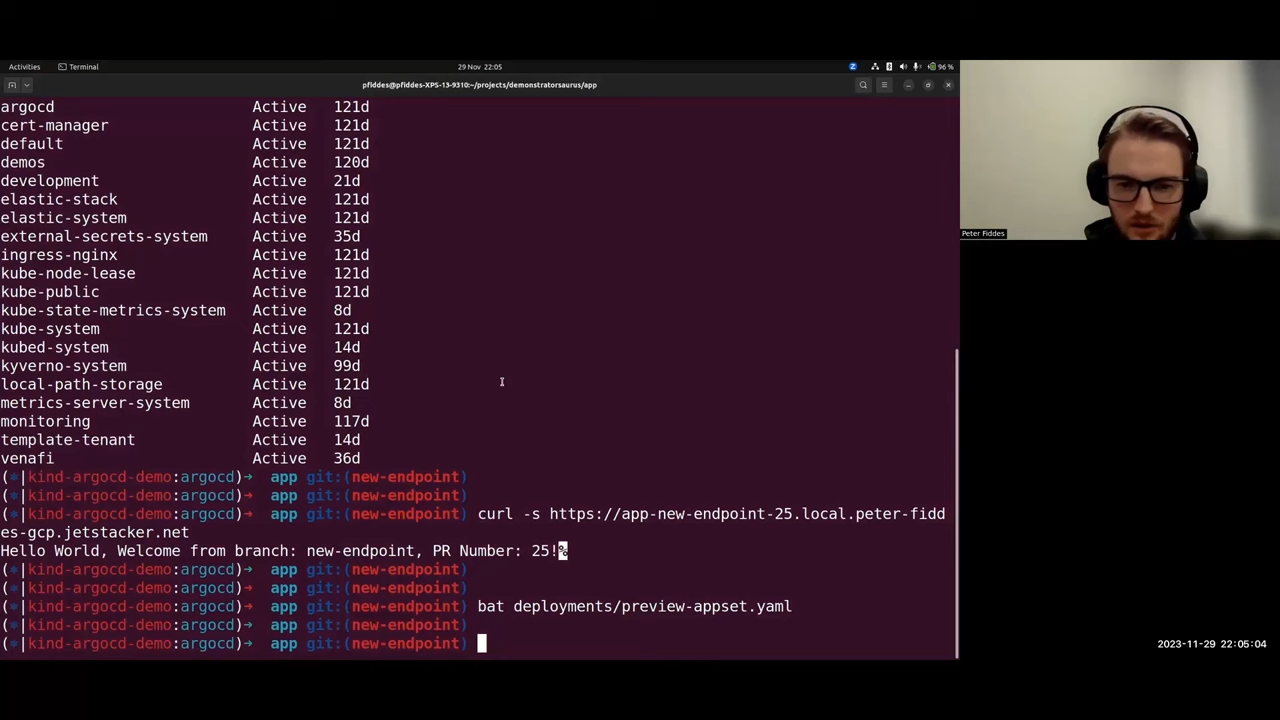 Activities Terminal 29 Nov 22:05 96 %
pfiddes@pfiddes-XPS-13-9310:~/projects/demonstratorsaurus/app
argocd Active 121d
cert-manager Active 121d
default Active 121d
demos Active 120d
development Active 21d
elastic-stack Active 121d
elastic-system Active 121d
external-secrets-system Active 35d
ingress-nginx Active 121d
kube-node-lease Active 121d
kube-public Active 121d
kube-state-metrics-system Active 8d
kube-system Active 121d
kubed-system Active 14d
kyverno-system Active 99d
local-path-storage Active 121d
metrics-server-system Active 8d
monitoring Active 117d
template-tenant Active 14d
venafi Active 36d
(⎈|kind-argocd-demo:argocd)➜ app git:(new-endpoint)
(⎈|kind-argocd-demo:argocd)➜ app git:(new-endpoint)
(⎈|kind-argocd-demo:argocd)➜ app git:(new-endpoint) curl -s https://app-new-endpoint-25.local.peter-fidd
es-gcp.jetstacker.net
Hello World, Welcome from branch: new-endpoint, PR Number: 25!%
(⎈|kind-argocd-demo:argocd)➜ app git:(new-endpoint)
(⎈|kind-argocd-demo:argocd)➜ app git:(new-endpoint)
(⎈|kind-argocd-demo:argocd)➜ app git:(new-endpoint) bat deployments/preview-appset.yaml
(⎈|kind-argocd-demo:argocd)➜ app git:(new-endpoint)
(⎈|kind-argocd-demo:argocd)➜ app git:(new-endpoint)
Peter Fiddes
2023-11-29 22:05:04